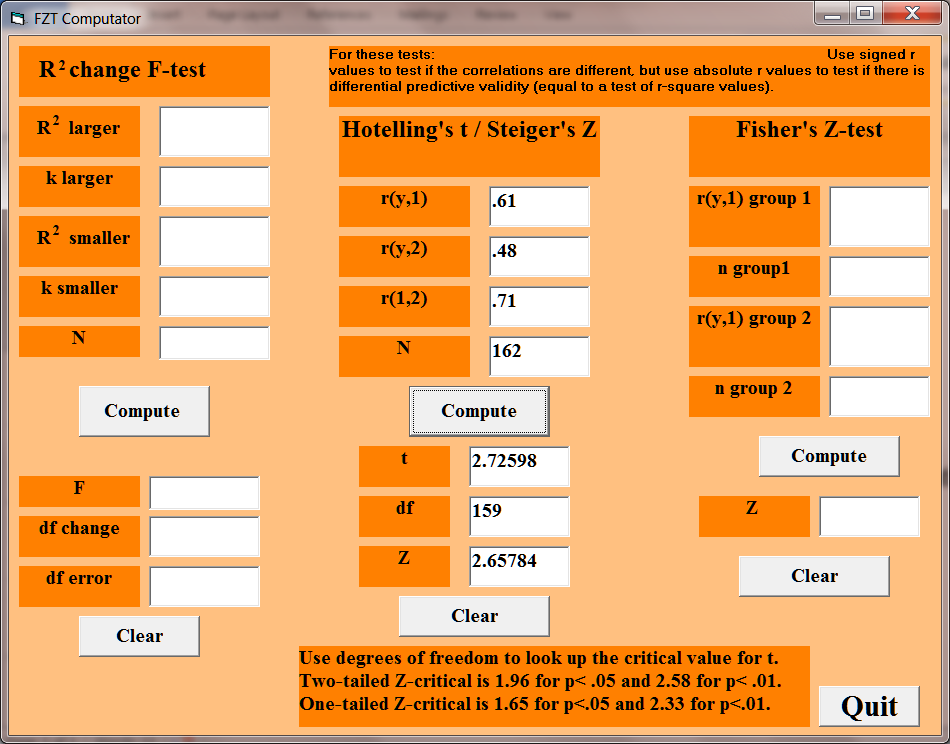 FZT Computator
R² change F-test
R² larger
k larger
R² smaller
k smaller
N
Compute
F
df change
df error
Clear
For these tests: Use signed r
values to test if the correlations are different, but use absolute r values to test if there is
differential predictive validity (equal to a test of r-square values).
Hotelling's t / Steiger's Z
r(y,1) .61
r(y,2) .48
r(1,2) .71
N 162
Compute
t 2.72598
df 159
Z 2.65784
Clear
Fisher's Z-test
r(y,1) group 1
n group1
r(y,1) group 2
n group 2
Compute
Z
Clear
Use degrees of freedom to look up the critical value for t.
Two-tailed Z-critical is 1.96 for p< .05 and 2.58 for p< .01.
One-tailed Z-critical is 1.65 for p<.05 and 2.33 for p<.01.
Quit